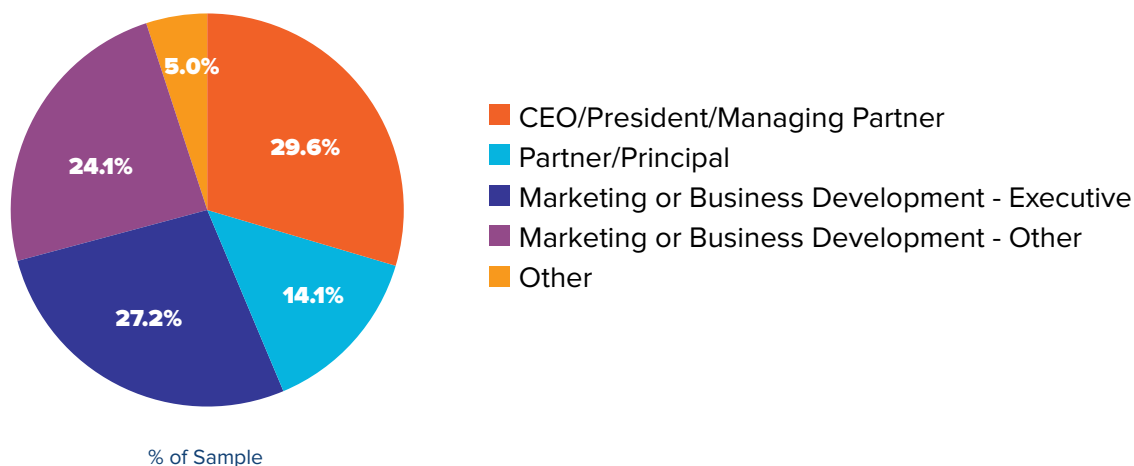 5.0%
29.6%
24.1%
14.1%
27.2%
CEO/President/Managing Partner
Partner/Principal
Marketing or Business Development - Executive
Marketing or Business Development - Other
Other
% of Sample